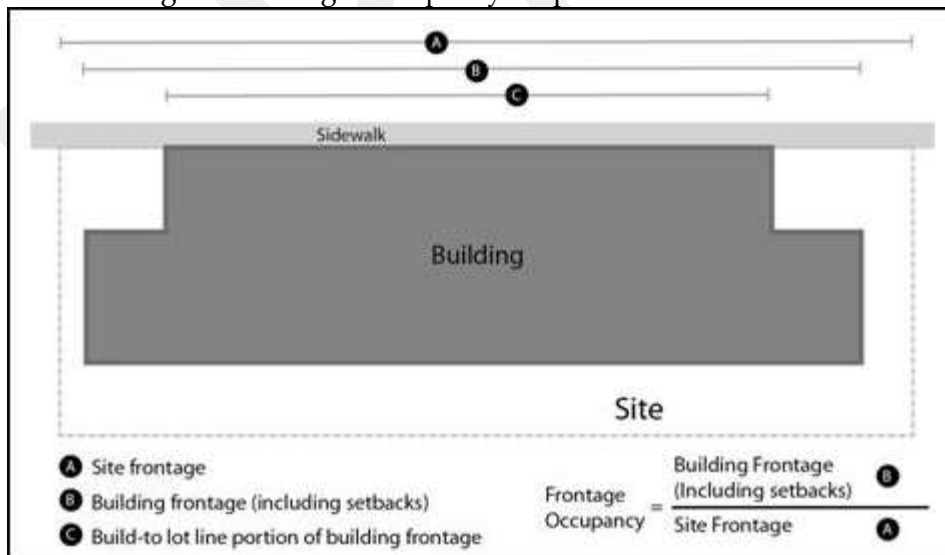 A
B
C
Sidewalk
Building
Site
A Site frontage
B Building frontage (including setbacks)
C Build-to lot line portion of building frontage
Frontage
Occupancy
=
Building Frontage
(Including setbacks) B
Site Frontage A